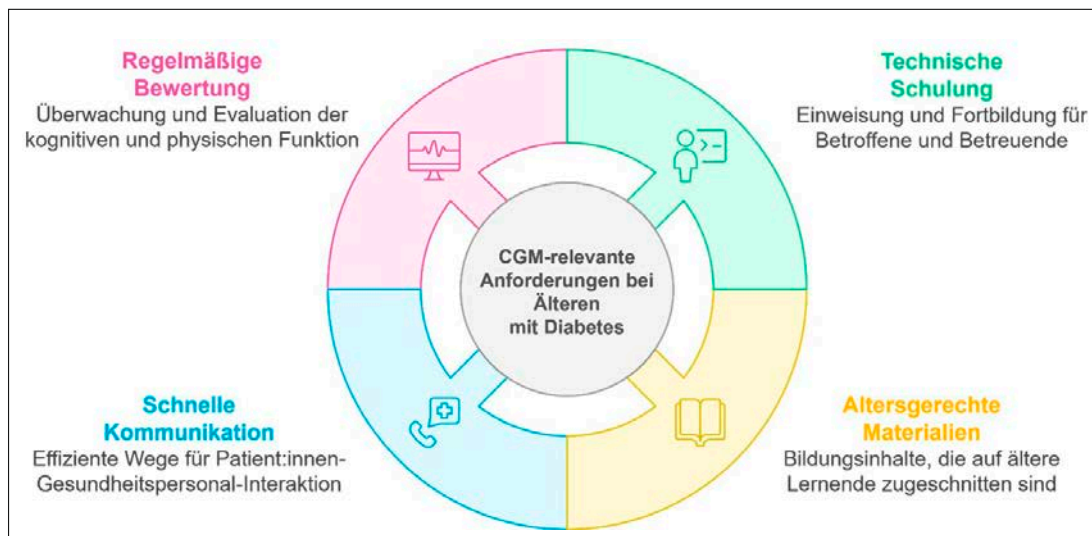 Regelmäßige
Bewertung
Überwachung und Evaluation der
kognitiven und physischen Funktion
Technische
Schulung
Einweisung und Fortbildung für
Betroffene und Betreuende
CGM-relevante
Anforderungen bei
Älteren
mit Diabetes
Schnelle
Kommunikation
Effiziente Wege für Patient:innen-
Gesundheitspersonal-Interaktion
Altersgerechte
Materialien
Bildungsinhalte, die auf ältere
Lernende zugeschnitten sind